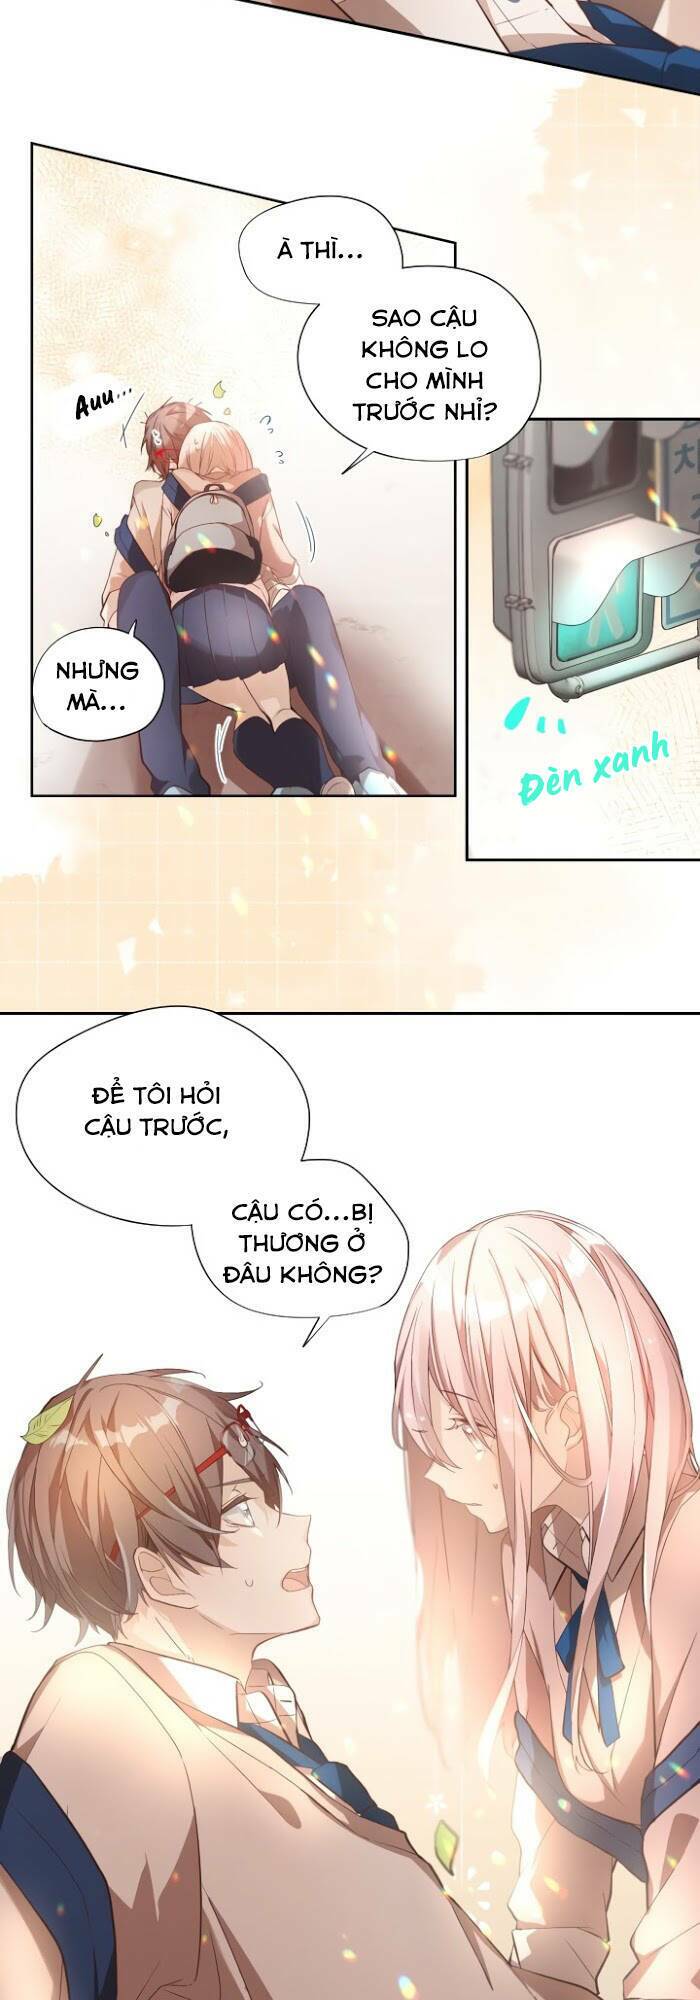 À THÌ...
SAO CẬU
KHÔNG LO
CHO MÌNH
TRƯỚC NHỈ?
Auu...
NHƯNG
MÀ...
Đèn xanh
ĐỂ TÔI HỎI
CẬU TRƯỚC,
CẬU CÓ...BỊ
THƯƠNG Ở
ĐÂU KHÔNG?